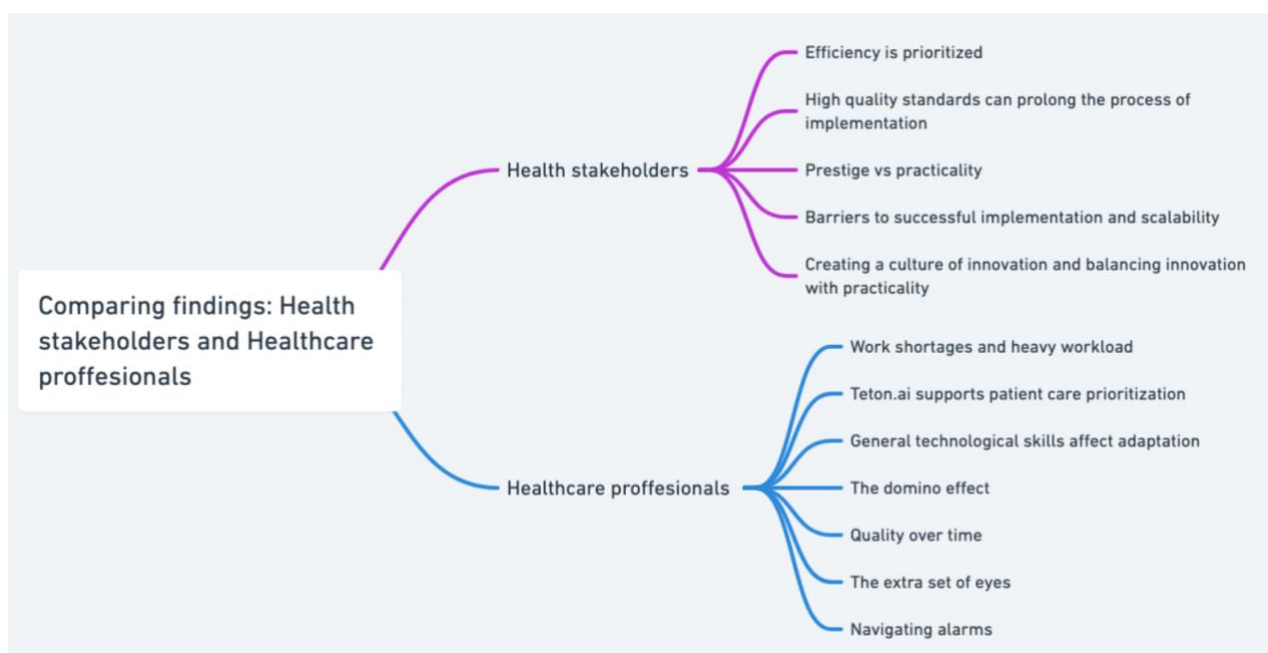 Comparing findings: Health
stakeholders and Healthcare
proffesionals
Health stakeholders
Efficiency is prioritized
High quality standards can prolong the process of
implementation
Prestige vs practicality
Barriers to successful implementation and scalability
Creating a culture of innovation and balancing innovation
with practicality
Healthcare proffesionals
Work shortages and heavy workload
Teton.ai supports patient care prioritization
General technological skills affect adaptation
The domino effect
Quality over time
The extra set of eyes
Navigating alarms